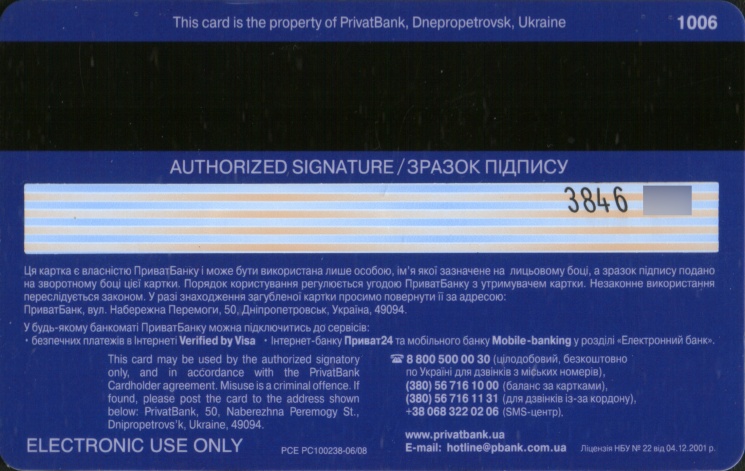 This card is the property of PrivatBank, Dnepropetrovsk, Ukraine 1006
AUTHORIZED SIGNATURE / ЗРАЗОК ПІДПИСУ
3846
Ця картка є власністю ПриватБанку і може бути використана лише особою, ім'я якої зазначене на лицьовому боці, а зразок підпису подано
на зворотному боці цієї картки. Порядок користування регулюється угодою ПриватБанку з утримувачем картки. Незаконне використання
переслідується законом. У разі знаходження загубленої картки просимо повернути її за адресою:
ПриватБанк, вул. Набережна Перемоги, 50, Дніпропетровськ, Україна, 49094.
У будь-якому банкоматі ПриватБанку можна підключитись до сервісів:
· безпечних платежів в Інтернеті Verified by Visa · Інтернет-банку Приват24 та мобільного банку Mobile-banking у розділі «Електронний банк».
This card may be used by the authorized signatory
only, and in accordance with the PrivatBank
Cardholder agreement. Misuse is a criminal offence. If
found, please post the card to the address shown
below: PrivatBank, 50, Naberezhna Peremogy St.,
Dnipropetrovs'k, Ukraine, 49094.
☎ 8 800 500 00 30 (цілодобовий, безкоштовно
по Україні для дзвінків з міських номерів),
(380) 56 716 10 00 (баланс за картками),
(380) 56 716 11 31 (для дзвінків із-за кордону),
+38 068 322 02 06 (SMS-центр).
www.privatbank.ua
E-mail: hotline@pbank.com.ua
ELECTRONIC USE ONLY
PCE PC100238-06/08
Ліцензія НБУ № 22 від 04.12.2001 р.